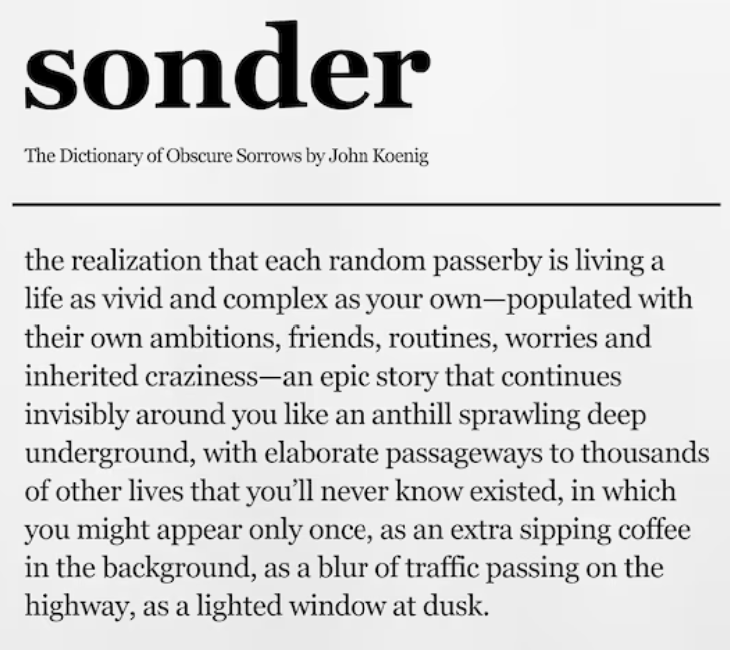 sonder
The Dictionary of Obscure Sorrows by John Koenig
the realization that each random passerby is living a
life as vivid and complex as your own—populated with
their own ambitions, friends, routines, worries and
inherited craziness—an epic story that continues
invisibly around you like an anthill sprawling deep
underground, with elaborate passageways to thousands
of other lives that you’ll never know existed, in which
you might appear only once, as an extra sipping coffee
in the background, as a blur of traffic passing on the
highway, as a lighted window at dusk.